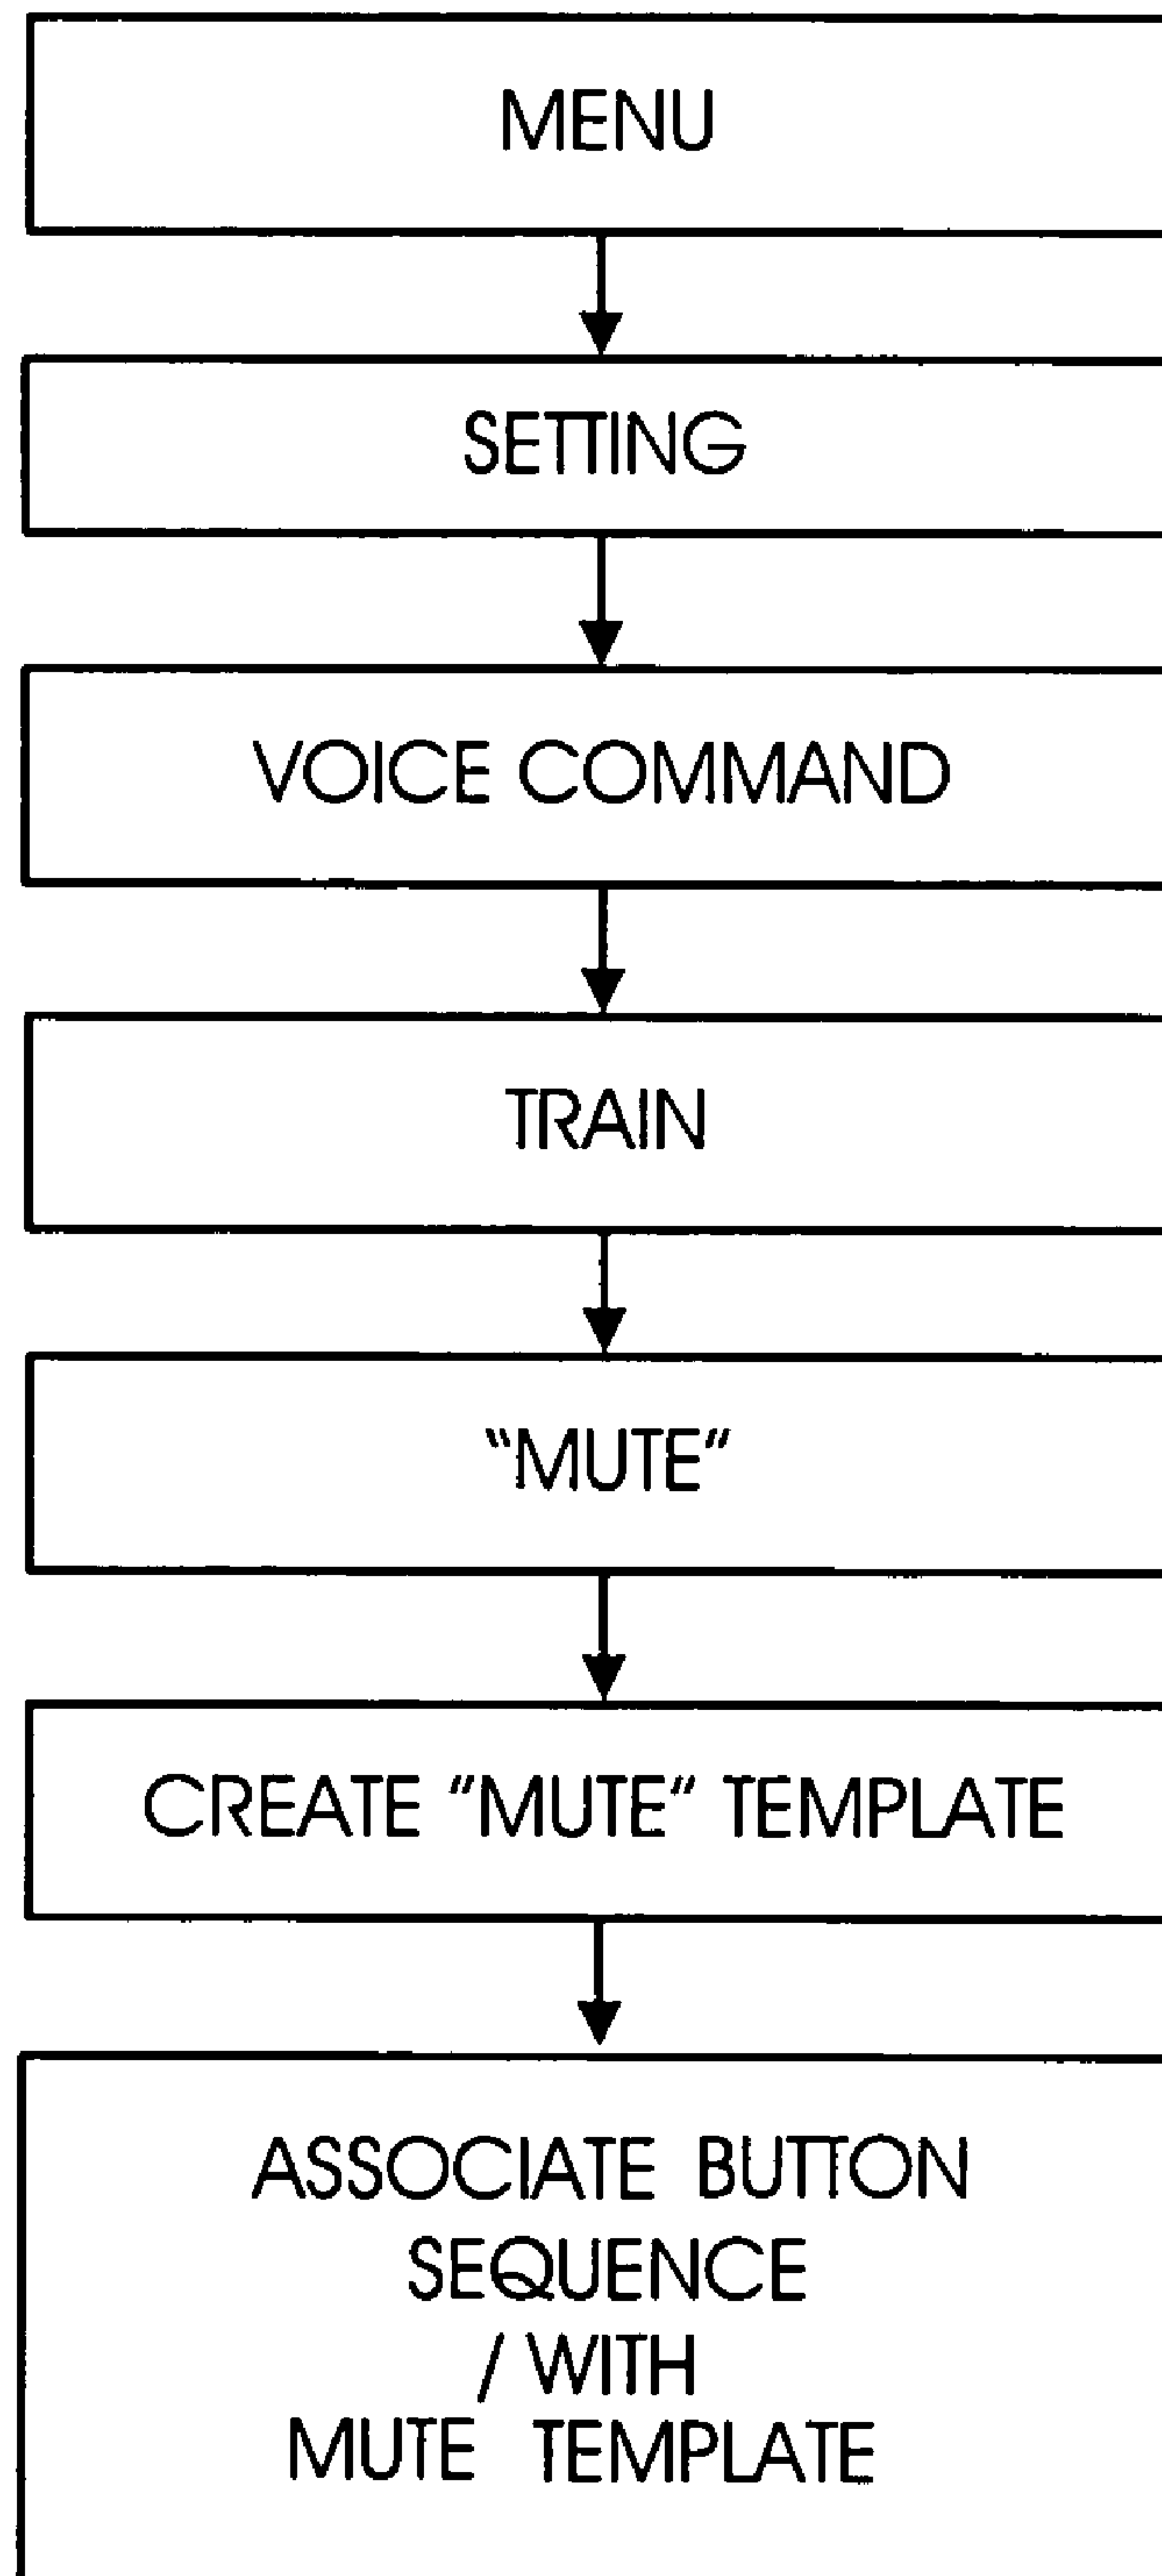 MENU
SETTING
VOICE COMMAND
TRAIN
“MUTE”
CREATE “MUTE” TEMPLATE
ASSOCIATE BUTTON
SEQUENCE
/ WITH
MUTE TEMPLATE